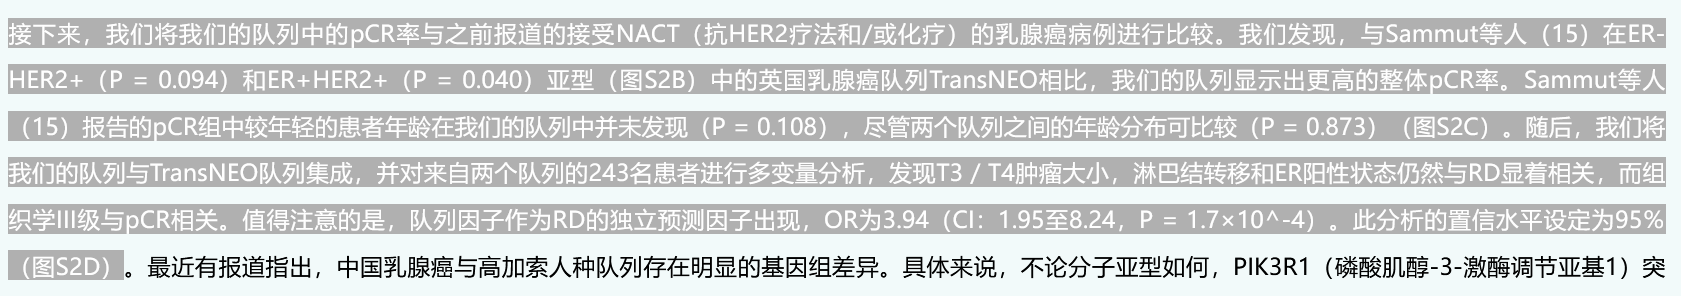 接下来，我们将我们的队列中的pCR率与之前报道的接受NACT（抗HER2疗法和/或化疗）的乳腺癌病例进行比较。我们发现，与Sammut等人（15）在ER-
HER2+（P = 0.094）和ER+HER2+（P = 0.040）亚型（图S2B）中的英国乳腺癌队列TransNEO相比，我们的队列显示出更高的整体pCR率。Sammut等人
（15）报告的pCR组中较年轻的患者年龄在我们的队列中并未发现（P = 0.108），尽管两个队列之间的年龄分布可比较（P = 0.873）（图S2C）。随后，我们将
我们的队列与TransNEO队列集成，并对来自两个队列的243名患者进行多变量分析，发现T3 / T4肿瘤大小，淋巴结转移和ER阳性状态仍然与RD显着相关，而组
织学III级与pCR相关。值得注意的是，队列因子作为RD的独立预测因子出现，OR为3.94（CI：1.95至8.24，P = 1.7×10^-4）。此分析的置信水平设定为95%
（图S2D）。最近有报道指出，中国乳腺癌与高加索人种队列存在明显的基因组差异。具体来说，不论分子亚型如何，PIK3R1（磷酸肌醇-3-激酶调节亚基1）突